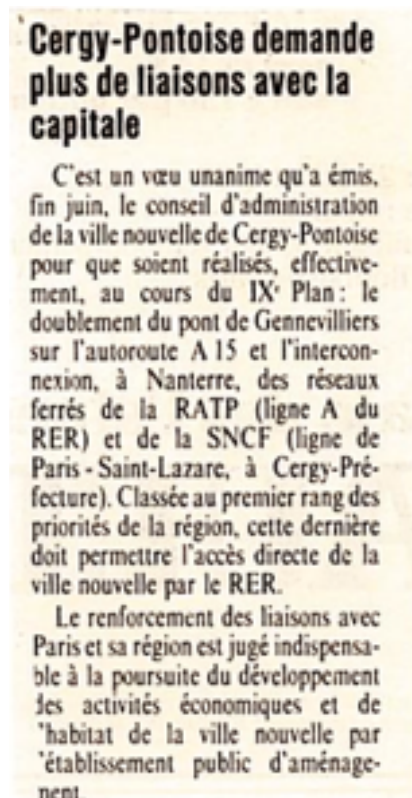 Cergy-Pontoise demande
plus de liaisons avec la
capitale
C'est un vœu unanime qu'a émis,
fin juin, le conseil d'administration
de la ville nouvelle de Cergy-Pontoise
pour que soient réalisés, effective-
ment, au cours du IXᵉ Plan : le
doublement du pont de Gennevilliers
sur l'autoroute A 15 et l'intercon-
nexion, à Nanterre, des réseaux
ferrés de la RATP (ligne A du
RER) et de la SNCF (ligne de
Paris - Saint-Lazare, à Cergy-Pré-
fecture). Classée au premier rang des
priorités de la région, cette dernière
doit permettre l'accès directe de la
ville nouvelle par le RER.
Le renforcement des liaisons avec
Paris et sa région est jugé indispensa-
ble à la poursuite du développement
des activités économiques et de
'habitat de la ville nouvelle par
'établissement public d'aménage-
nent.